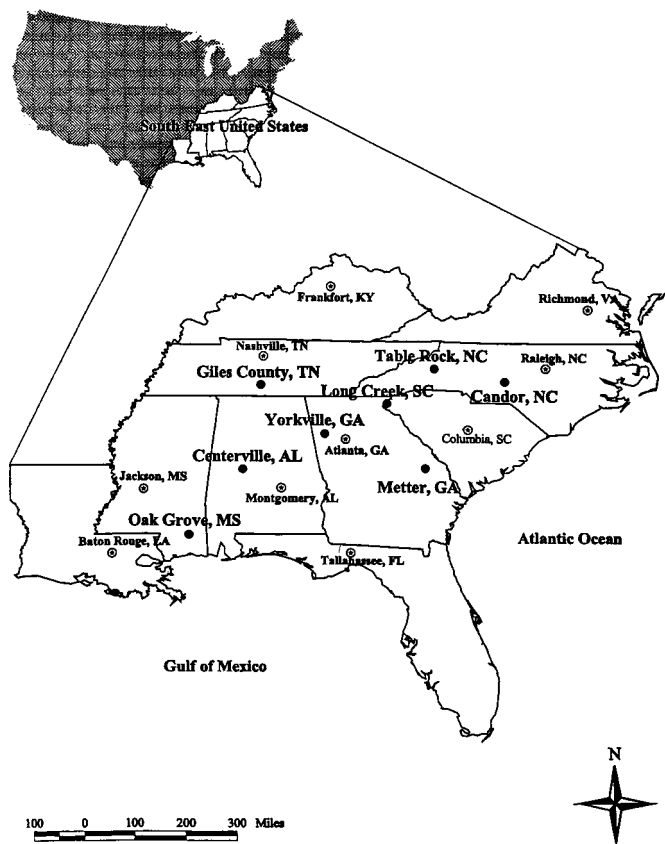 South East United States
Frankfort, KY
Richmond, VA
Nashville, TN
Table Rock, NC
Raleigh, NC
Giles County, TN
Long Creek, SC
Candor, NC
Yorkville, GA
Atlanta, GA
Columbia, SC
Centerville, AL
Jackson, MS
Montgomery, AL
Metter, GA
Oak Grove, MS
Baton Rouge, LA
Tallahassee, FL
Atlantic Ocean
Gulf of Mexico
N
100 0 100 200 300 Miles